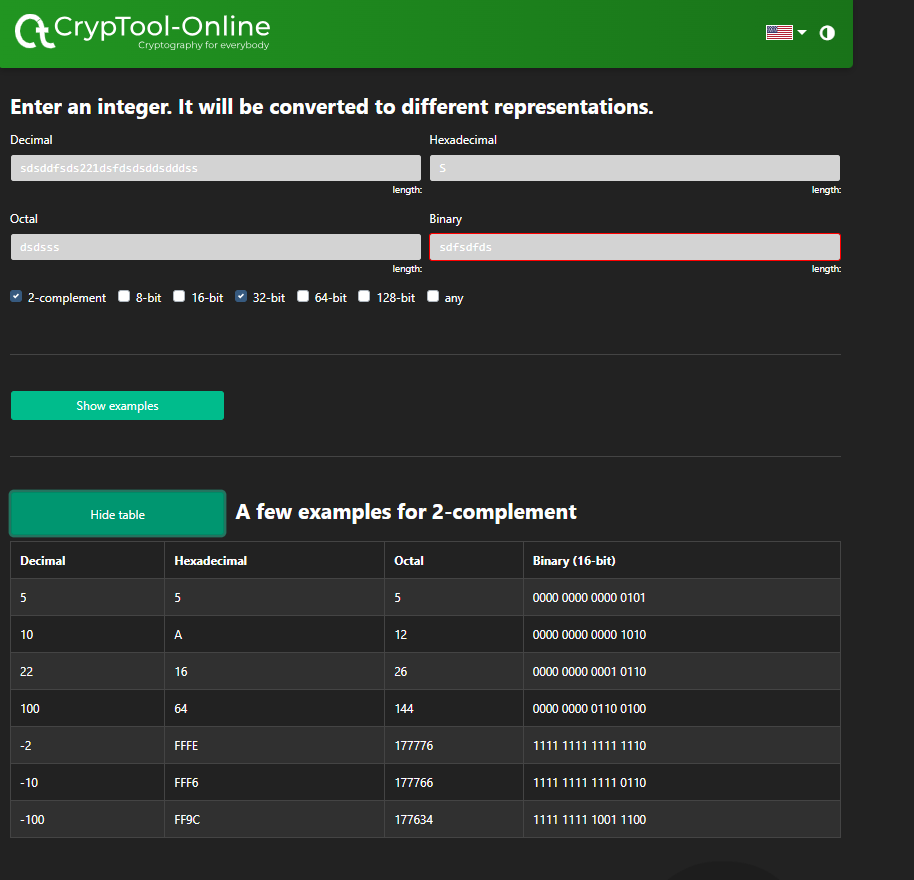 CrypTool-Online
Cryptography for everybody
Enter an integer. It will be converted to different representations.
Decimal Hexadecimal
sdsddfsds221dsfdsdsddsdddss S
length: length:
Octal Binary
dsdsss sdfsdfds
length: length:
2-complement 8-bit 16-bit 32-bit 64-bit 128-bit any
Show examples
Hide table A few examples for 2-complement
Decimal Hexadecimal Octal Binary (16-bit)
5 5 5 0000 0000 0000 0101
10 A 12 0000 0000 0000 1010
22 16 26 0000 0000 0001 0110
100 64 144 0000 0000 0110 0100
-2 FFFE 177776 1111 1111 1111 1110
-10 FFF6 177766 1111 1111 1111 0110
-100 FF9C 177634 1111 1111 1001 1100